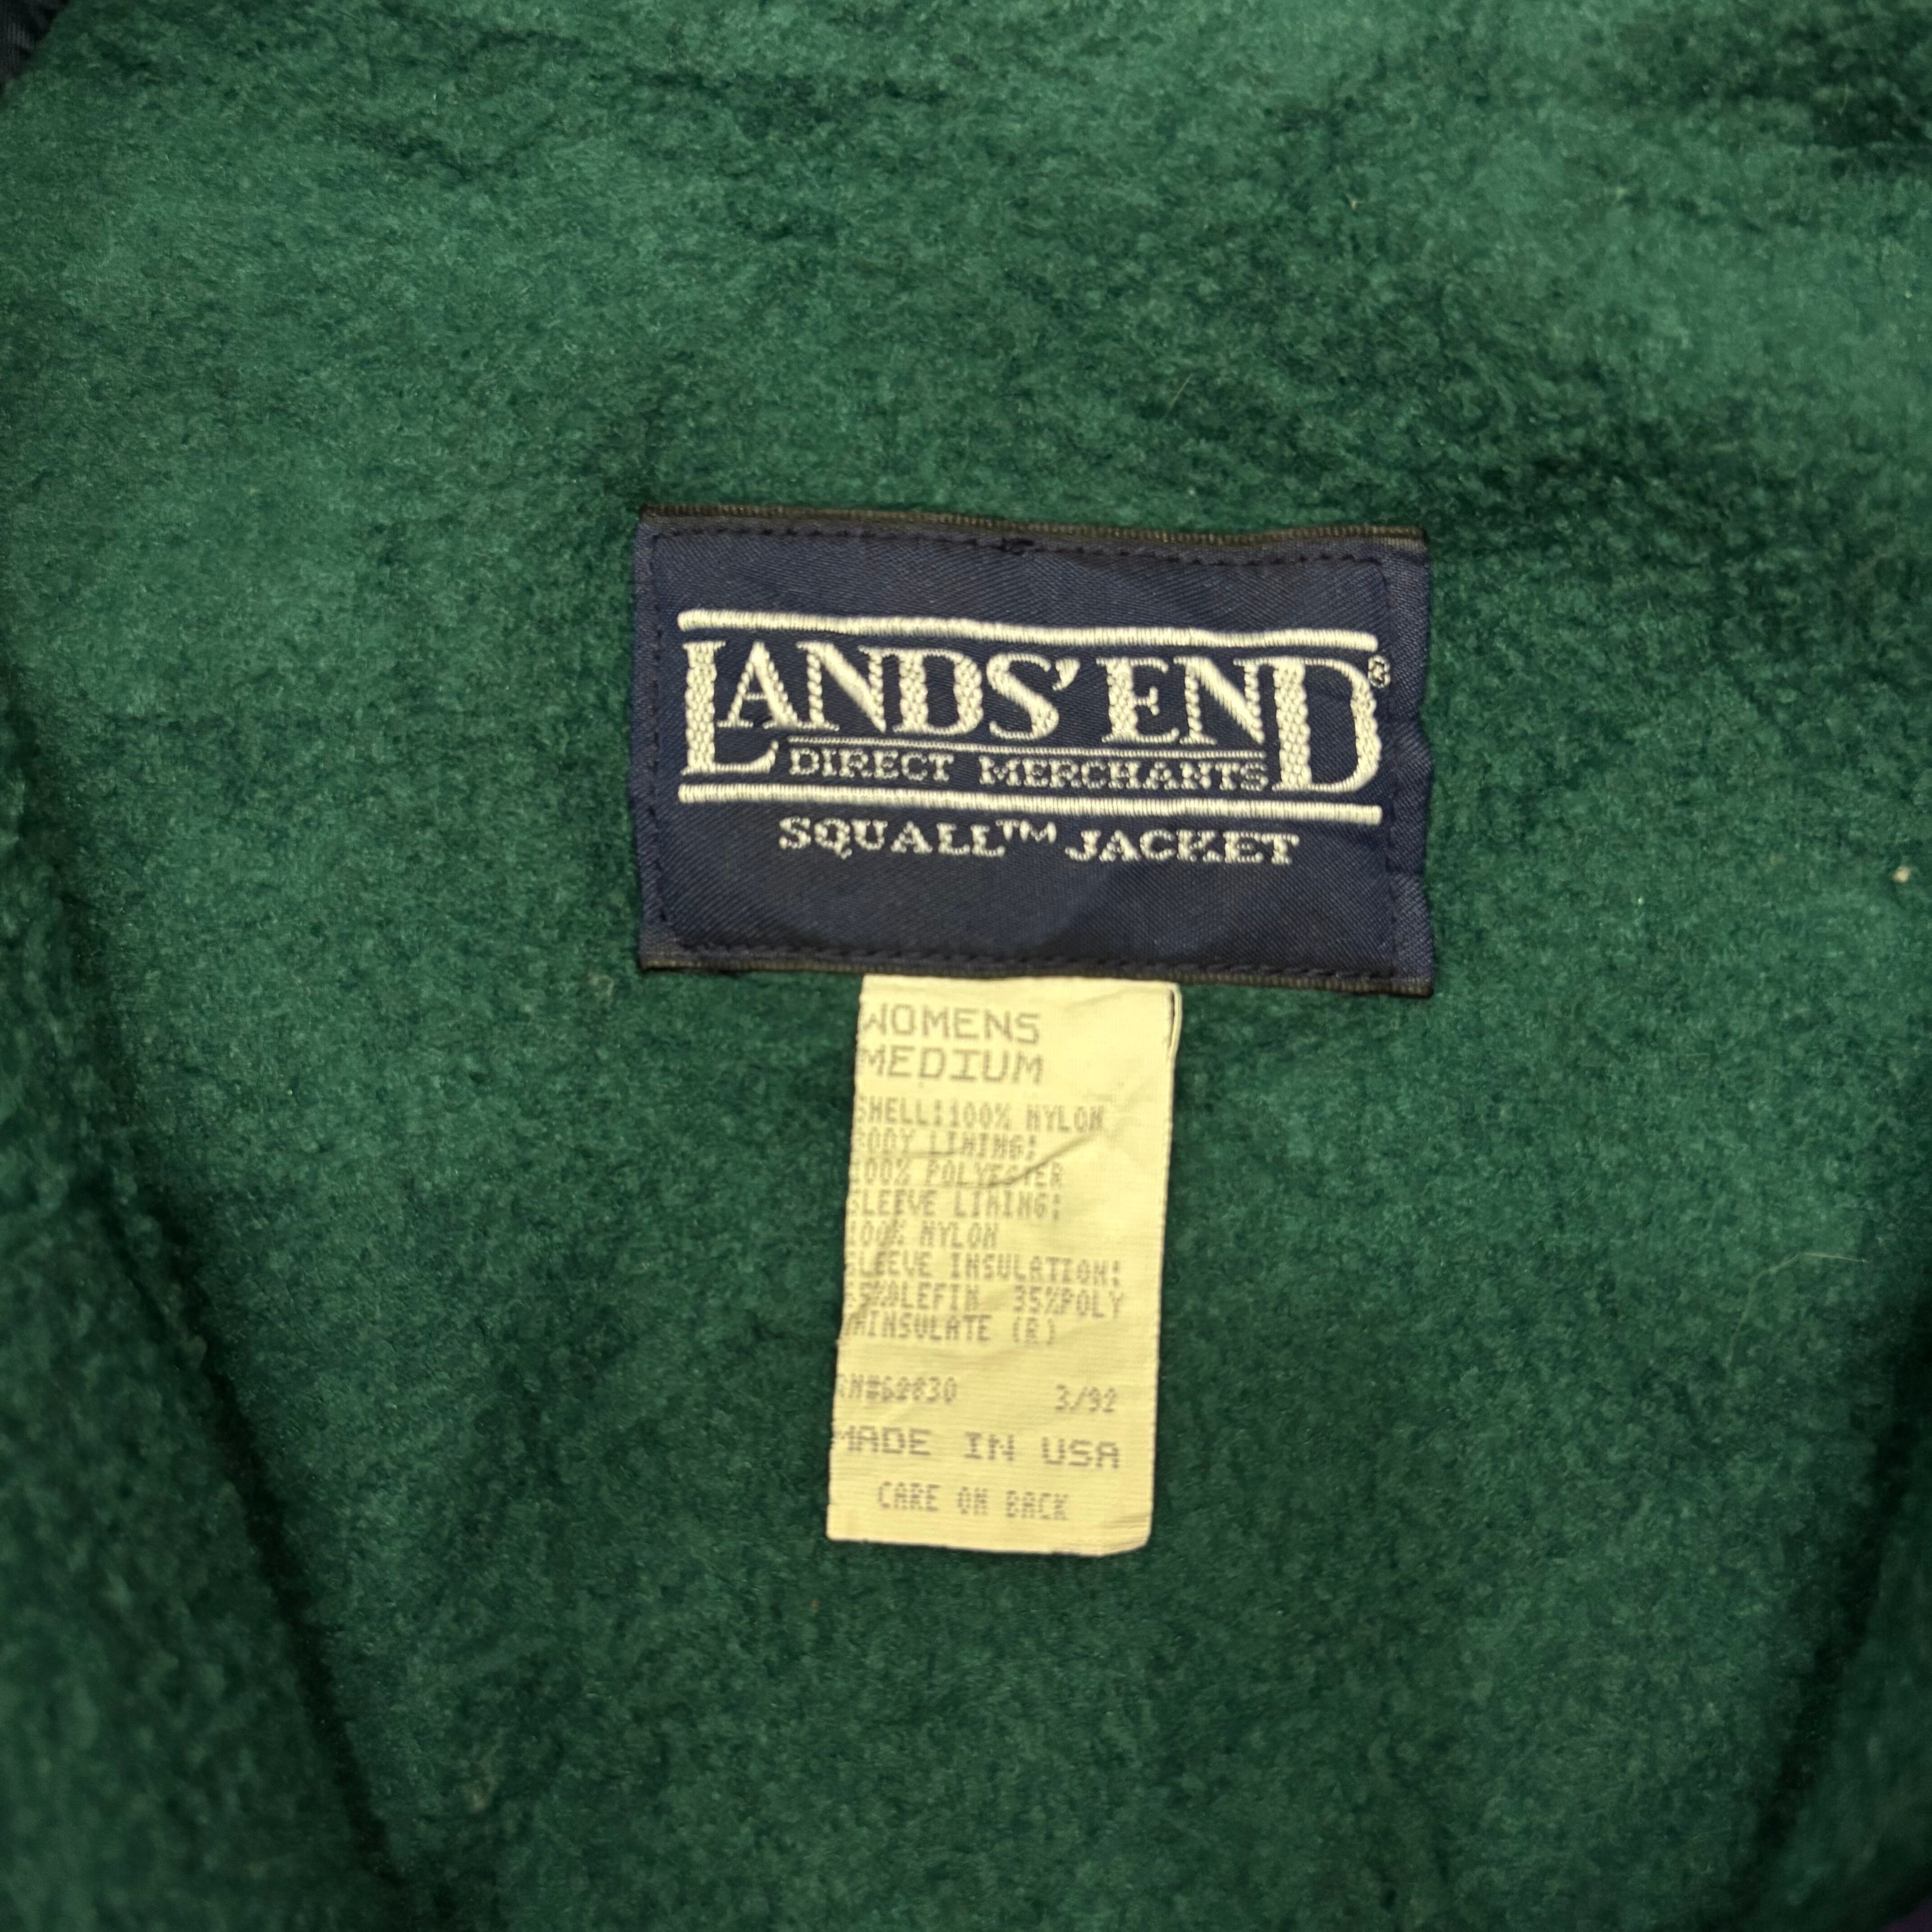 LANDS' END®
DIRECT MERCHANTS
SQUALL™ JACKET
WOMENS
MEDIUM
SHELL:100% NYLON
BODY LINING:
100% POLYESTER
SLEEVE LINING:
100% NYLON
SLEEVE INSULATION:
65%OLEFIN 35%POLY
THINSULATE (R)
RN#62830 3/92
MADE IN USA
CARE ON BACK